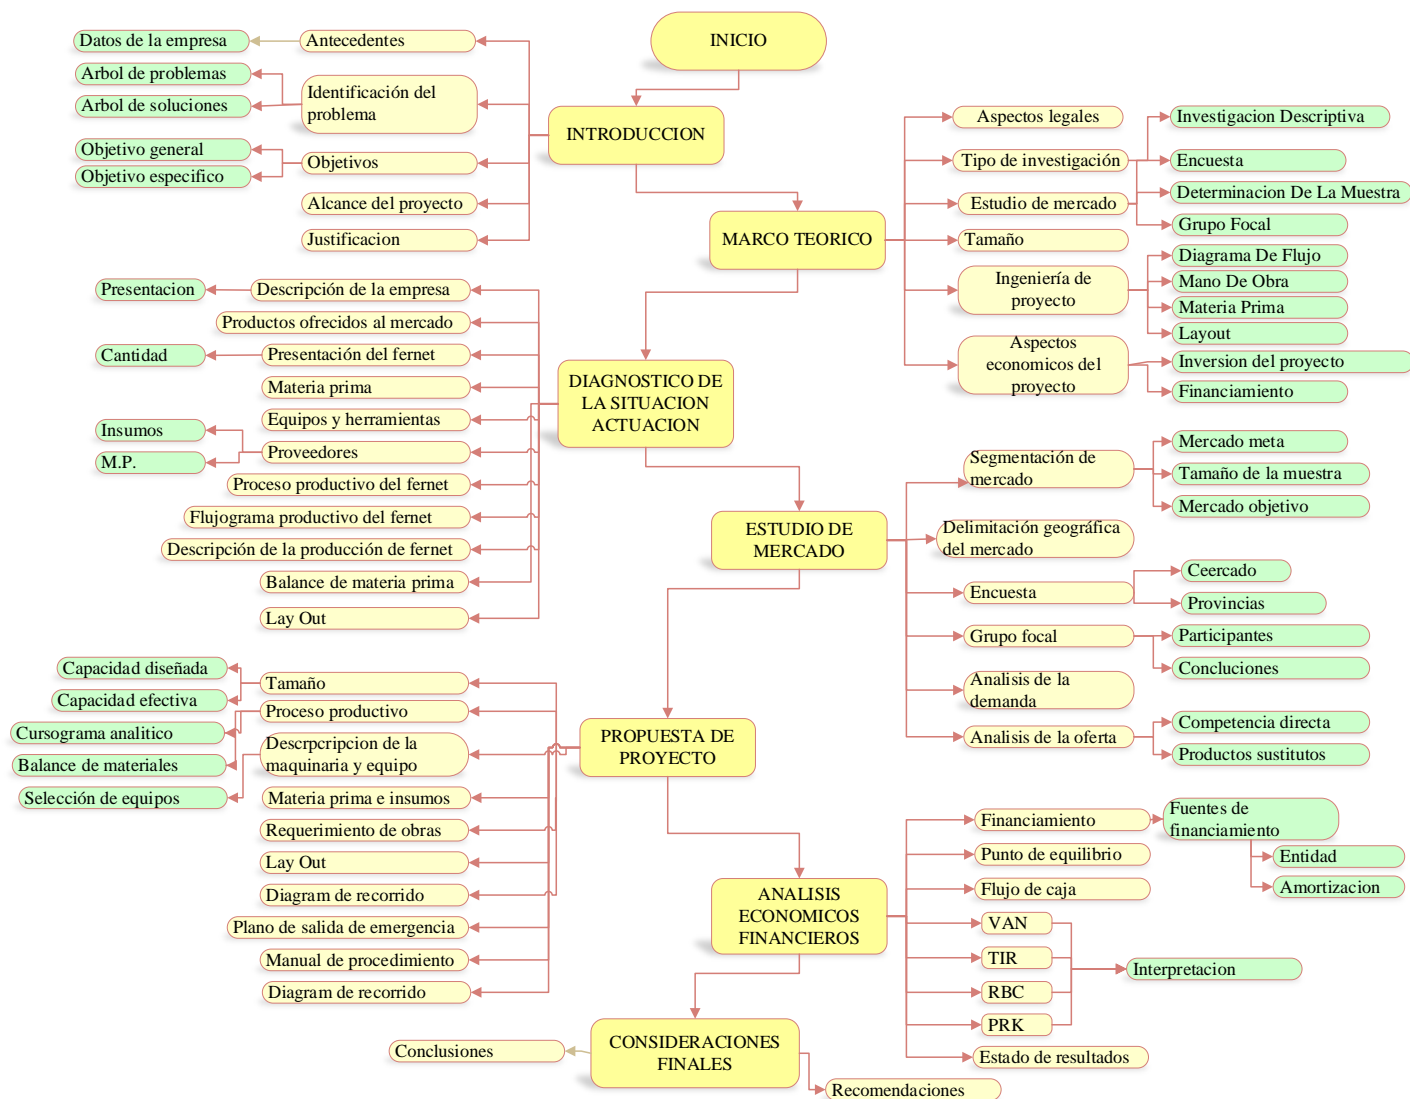 INICIO
INTRODUCCION
Antecedentes
Datos de la empresa
Identificación del
problema
Arbol de problemas
Arbol de soluciones
Objetivos
Objetivo general
Objetivo especifico
Alcance del proyecto
Justificacion
MARCO TEORICO
Aspectos legales
Tipo de investigación
Estudio de mercado
Investigacion Descriptiva
Encuesta
Determinacion De La Muestra
Grupo Focal
Tamaño
Ingeniería de
proyecto
Diagrama De Flujo
Mano De Obra
Materia Prima
Layout
Aspectos
economicos del
proyecto
Inversion del proyecto
Financiamiento
DIAGNOSTICO DE
LA SITUACION
ACTUACION
Descripción de la empresa
Presentacion
Productos ofrecidos al mercado
Presentación del fernet
Cantidad
Materia prima
Equipos y herramientas
Proveedores
Insumos
M.P.
Proceso productivo del fernet
Flujograma productivo del fernet
Descripción de la producción de fernet
Balance de materia prima
Lay Out
ESTUDIO DE
MERCADO
Segmentación de
mercado
Mercado meta
Tamaño de la muestra
Mercado objetivo
Delimitación geográfica
del mercado
Encuesta
Ceercado
Provincias
Grupo focal
Participantes
Concluciones
Analisis de la
demanda
Analisis de la oferta
Competencia directa
Productos sustitutos
PROPUESTA DE
PROYECTO
Tamaño
Capacidad diseñada
Capacidad efectiva
Proceso productivo
Cursograma analitico
Balance de materiales
Descrpcripcion de la
maquinaria y equipo
Selección de equipos
Materia prima e insumos
Requerimiento de obras
Lay Out
Diagram de recorrido
Plano de salida de emergencia
Manual de procedimiento
Diagram de recorrido
ANALISIS
ECONOMICOS
FINANCIEROS
Financiamiento
Fuentes de
financiamiento
Entidad
Amortizacion
Punto de equilibrio
Flujo de caja
VAN
TIR
RBC
PRK
Interpretacion
Estado de resultados
CONSIDERACIONES
FINALES
Conclusiones
Recomendaciones